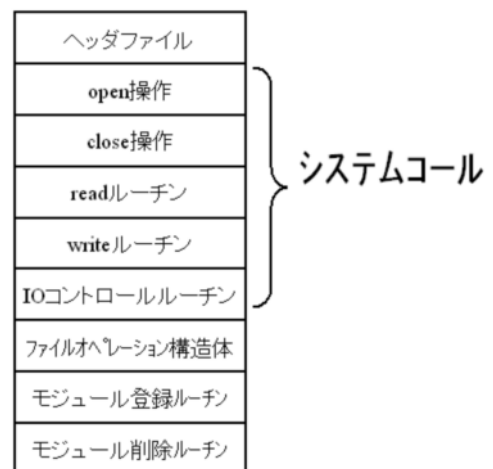 ヘッダファイル
open操作
close操作
readルーチン
writeルーチン
IOコントロールルーチン
システムコール
ファイルオペレーション構造体
モジュール登録ルーチン
モジュール削除ルーチン